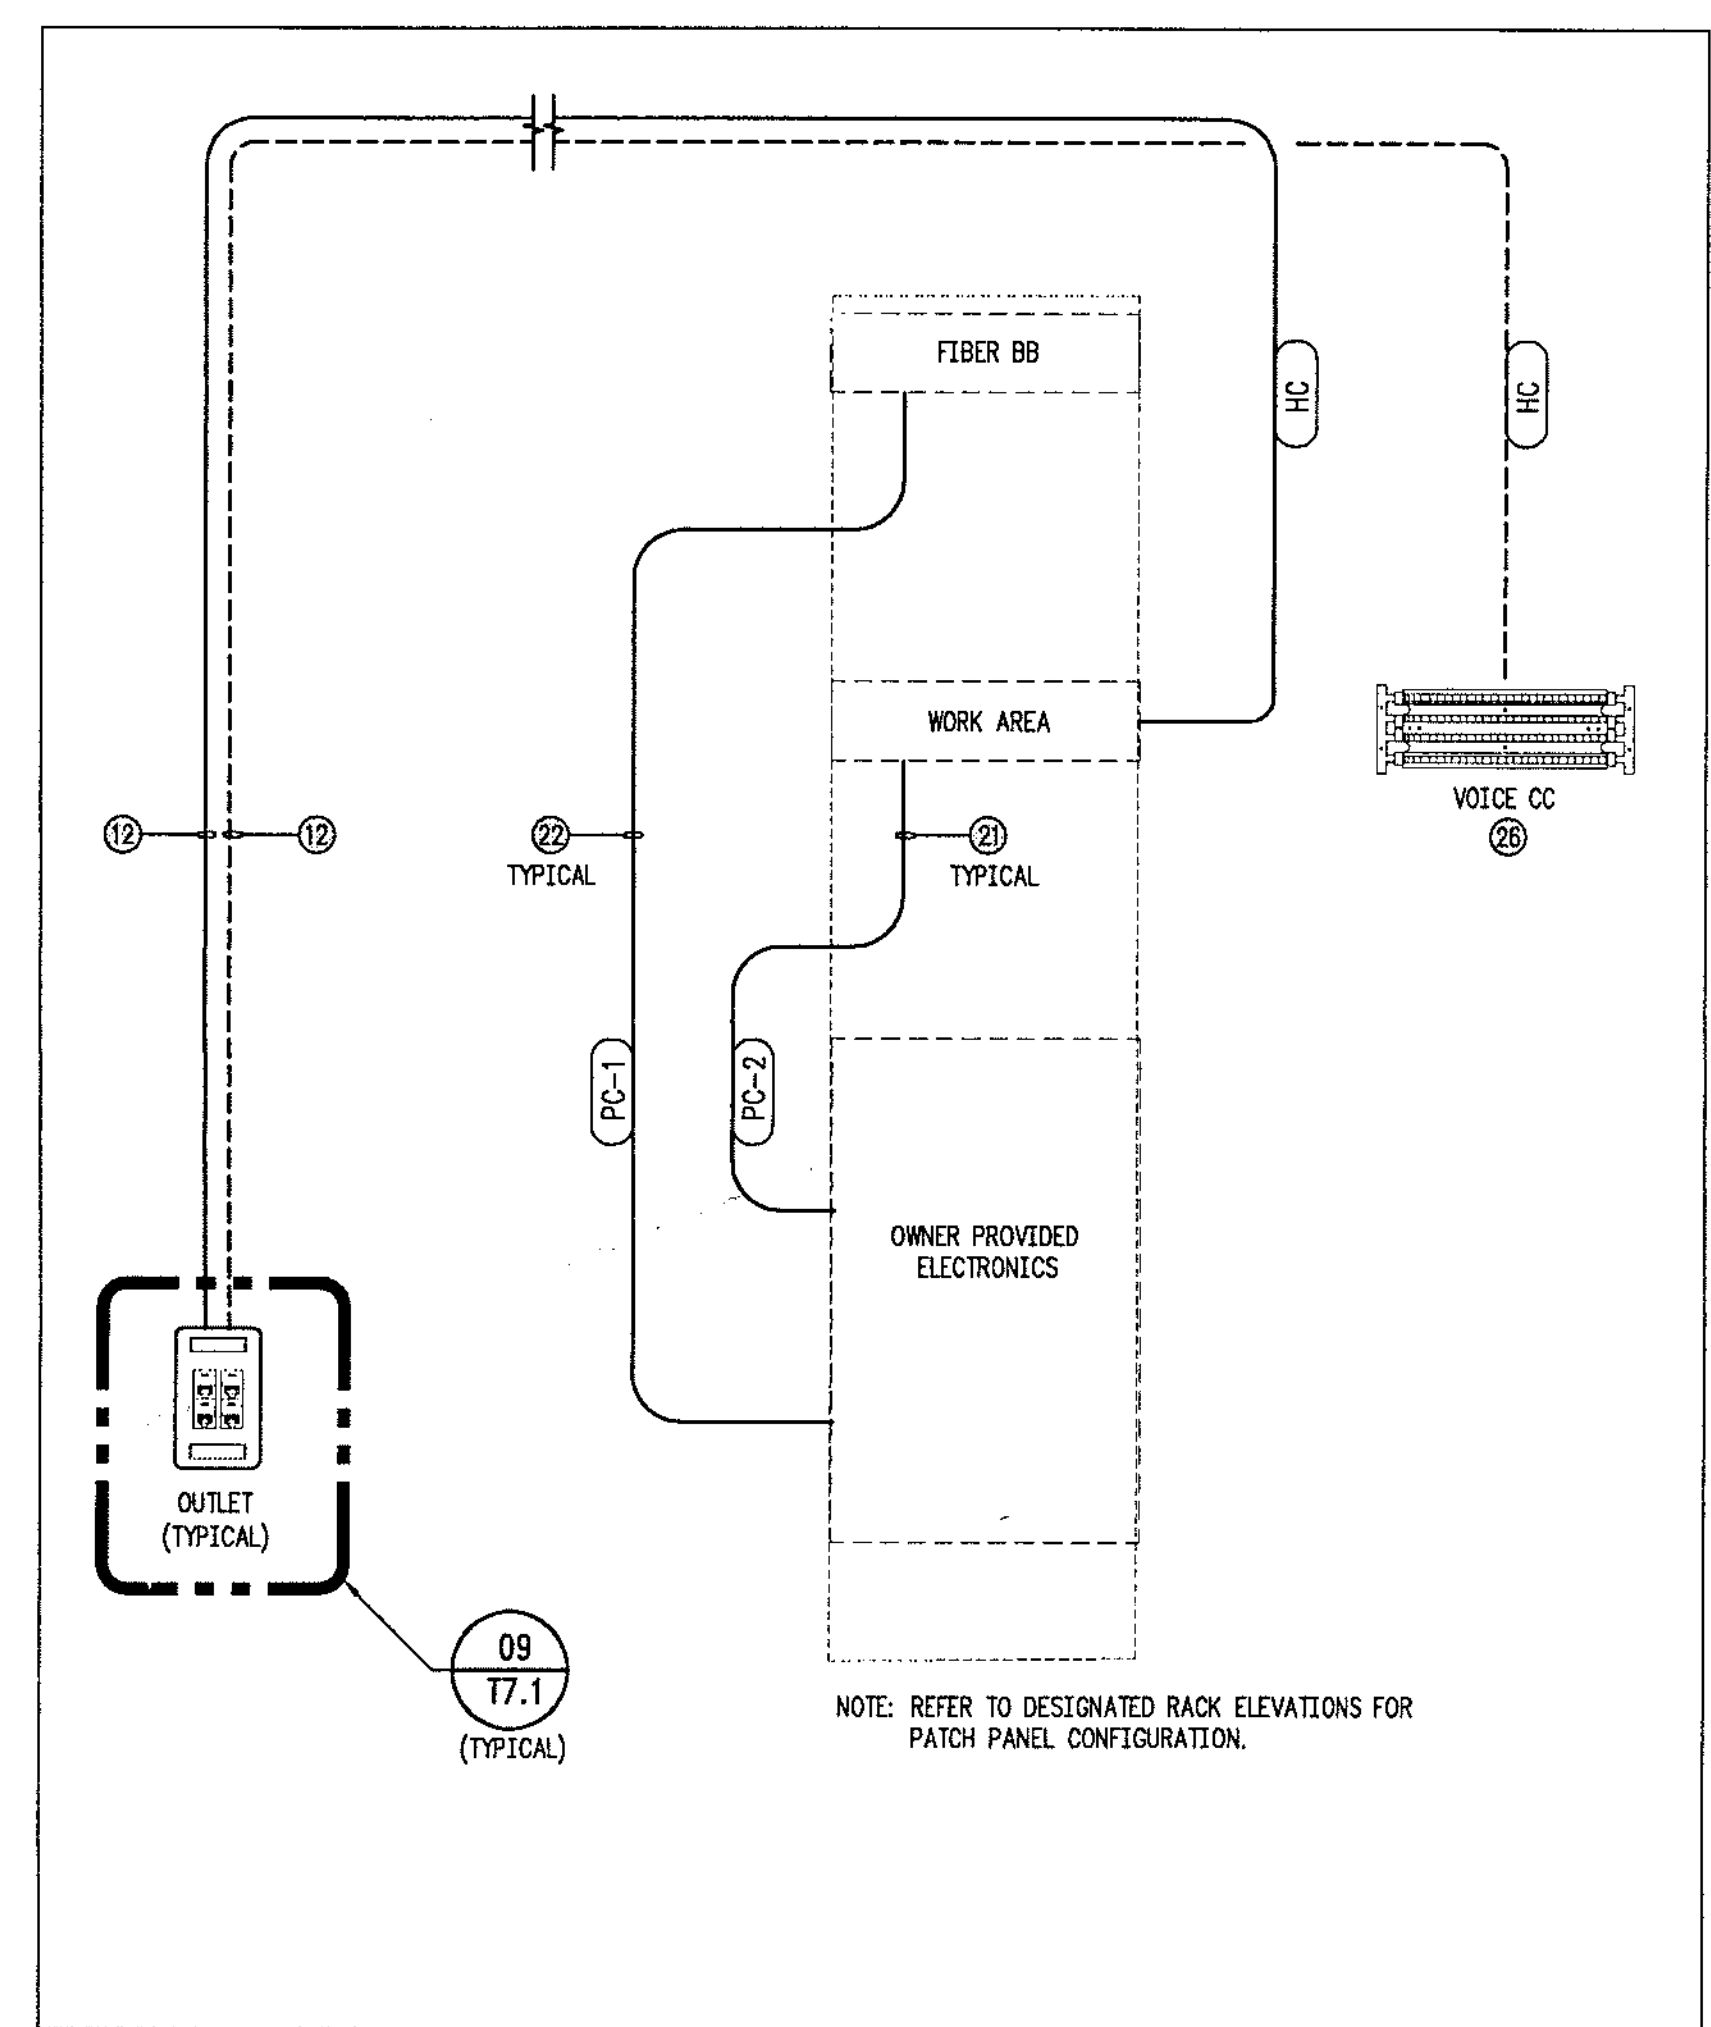 FIBER BB
HC
HC
WORK AREA
VOICE CC
26
12
12
22
TYPICAL
21
TYPICAL
PC-1
PC-2
OWNER PROVIDED
ELECTRONICS
OUTLET
(TYPICAL)
09
T7.1
(TYPICAL)
NOTE: REFER TO DESIGNATED RACK ELEVATIONS FOR
PATCH PANEL CONFIGURATION.